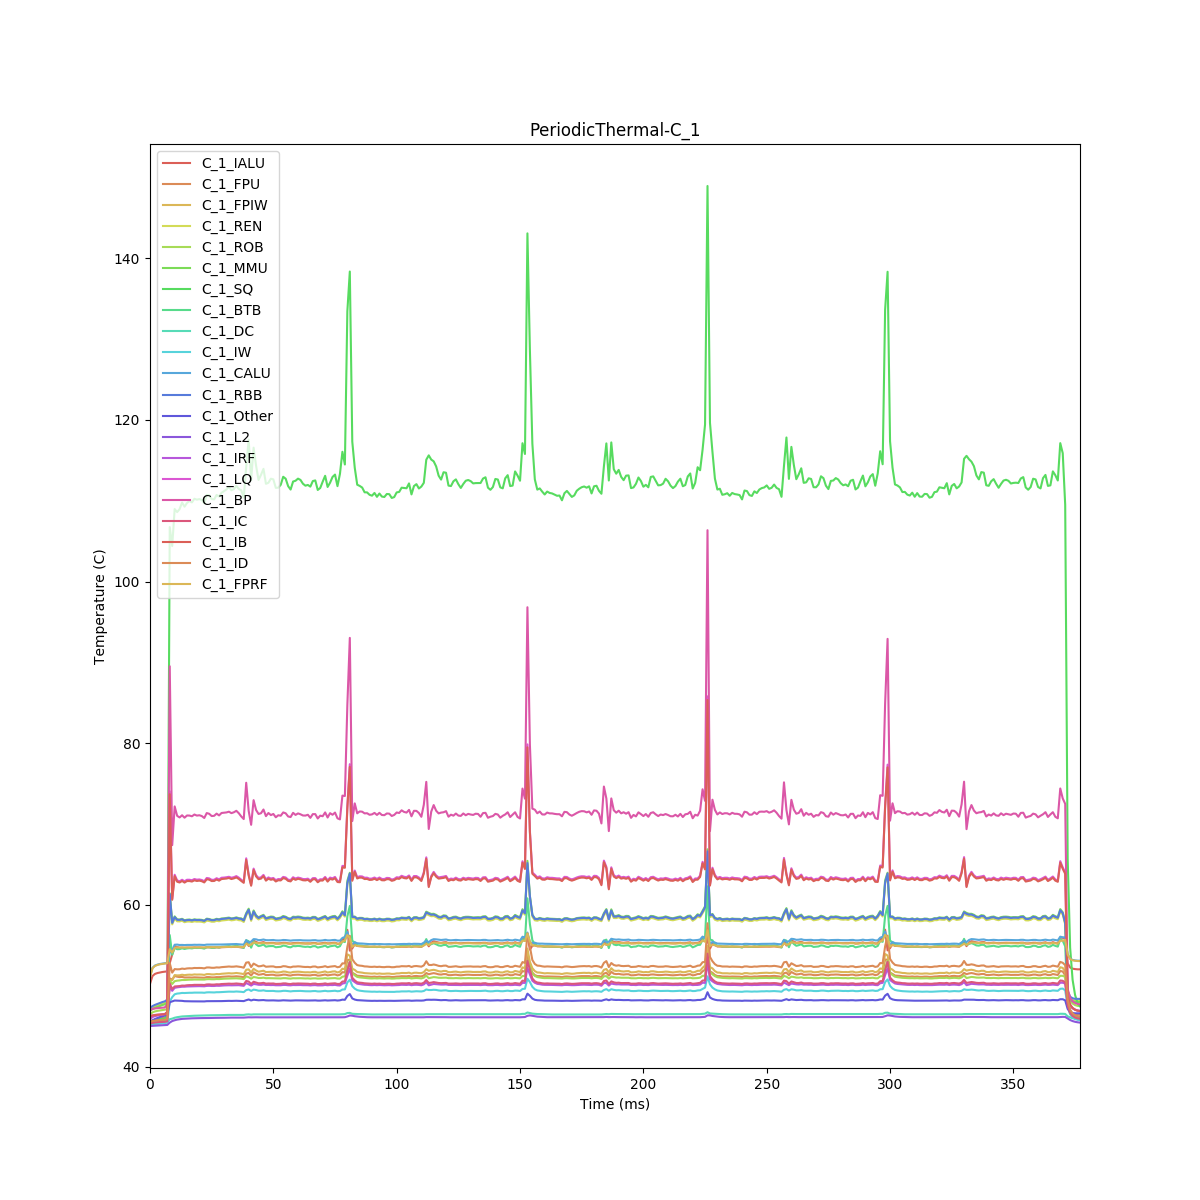 PeriodicThermal-C_1
C_1_IALU
C_1_FPU
C_1_FPIW
C_1_REN
C_1_ROB
C_1_MMU
C_1_SQ
C_1_BTB
C_1_DC
C_1_IW
C_1_CALU
C_1_RBB
C_1_Other
C_1_L2
C_1_IRF
C_1_LQ
C_1_BP
C_1_IC
C_1_IB
C_1_ID
C_1_FPRF
140
120
100
80
60
40
Temperature (C)
0 50 100 150 200 250 300 350
Time (ms)